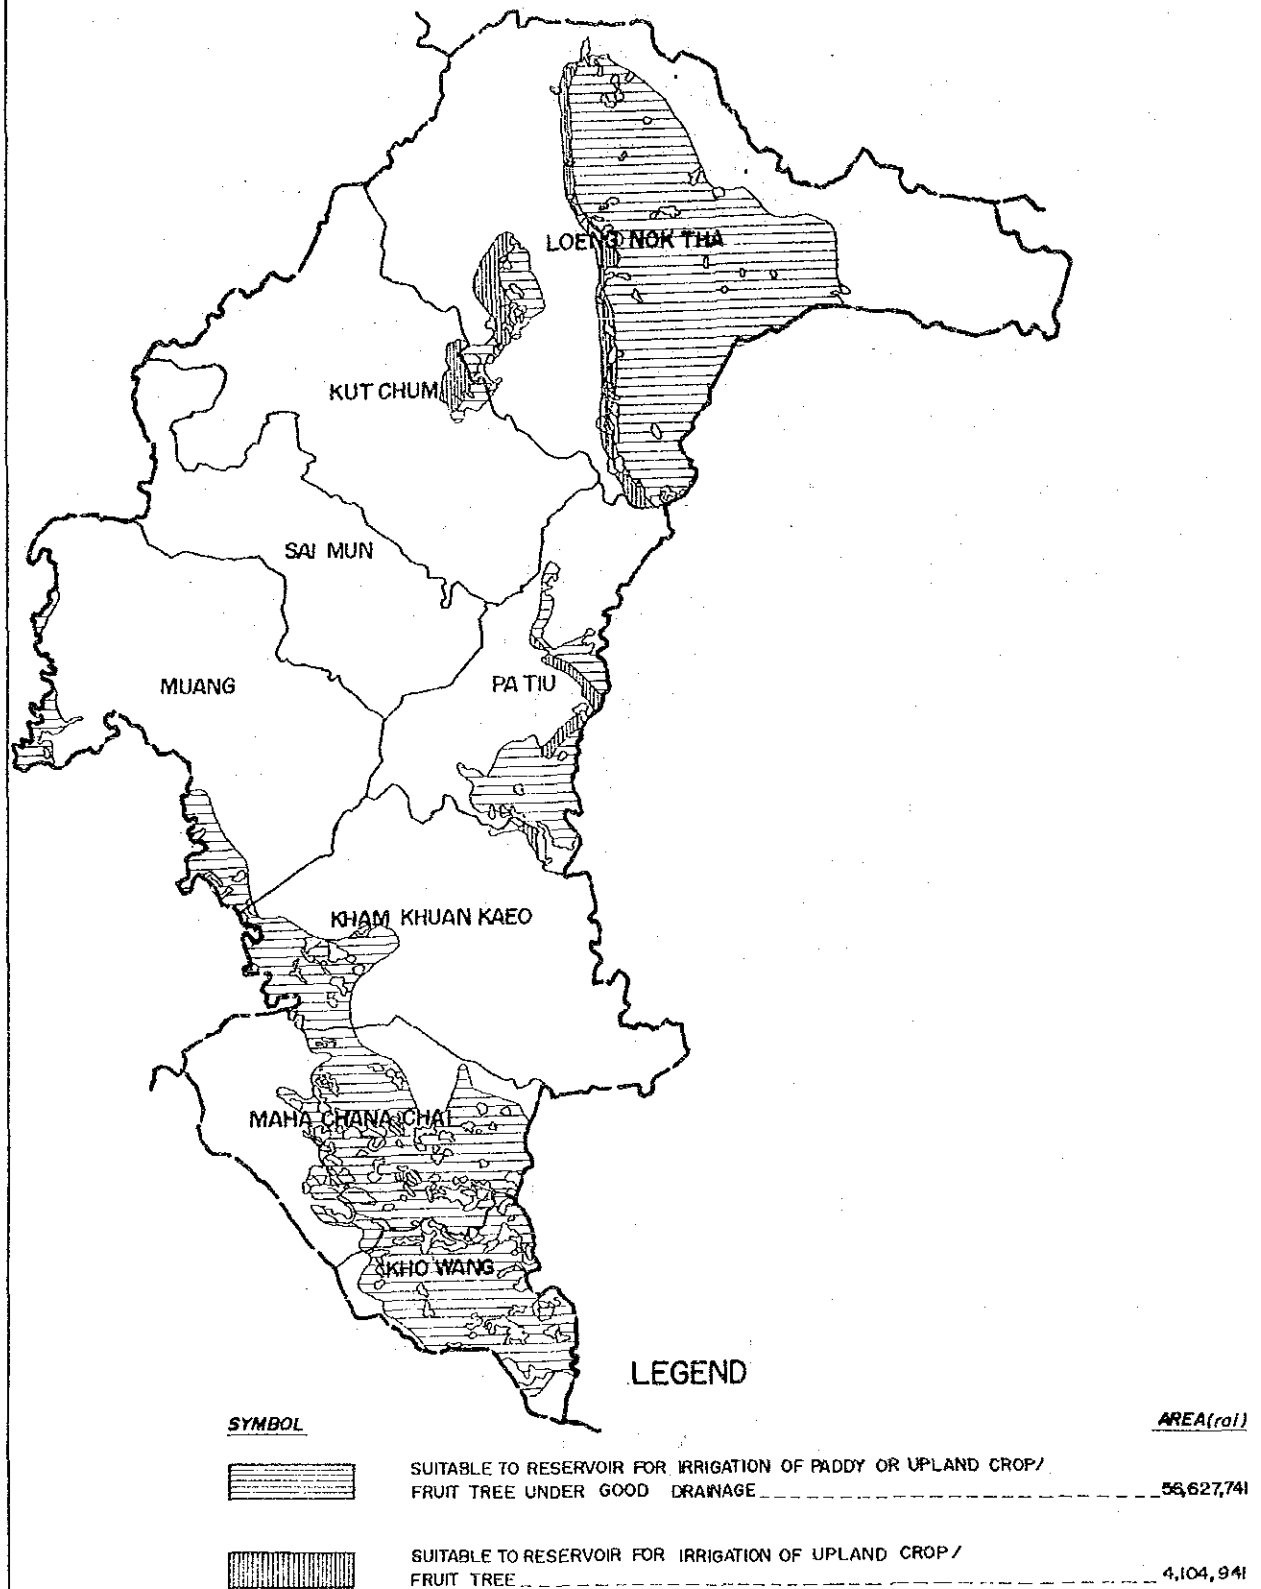 LOENG NOK THA
KUT CHUM
SAI MUN
MUANG
PA TIU
KHAM KHUAN KAEO
MAHA CHANA CHAI
KHO WANG
LEGEND
SYMBOL AREA(rai)
SUITABLE TO RESERVOIR FOR IRRIGATION OF PADDY OR UPLAND CROP/
FRUIT TREE UNDER GOOD DRAINAGE 56,627,741
SUITABLE TO RESERVOIR FOR IRRIGATION OF UPLAND CROP/
FRUIT TREE 4,104,941